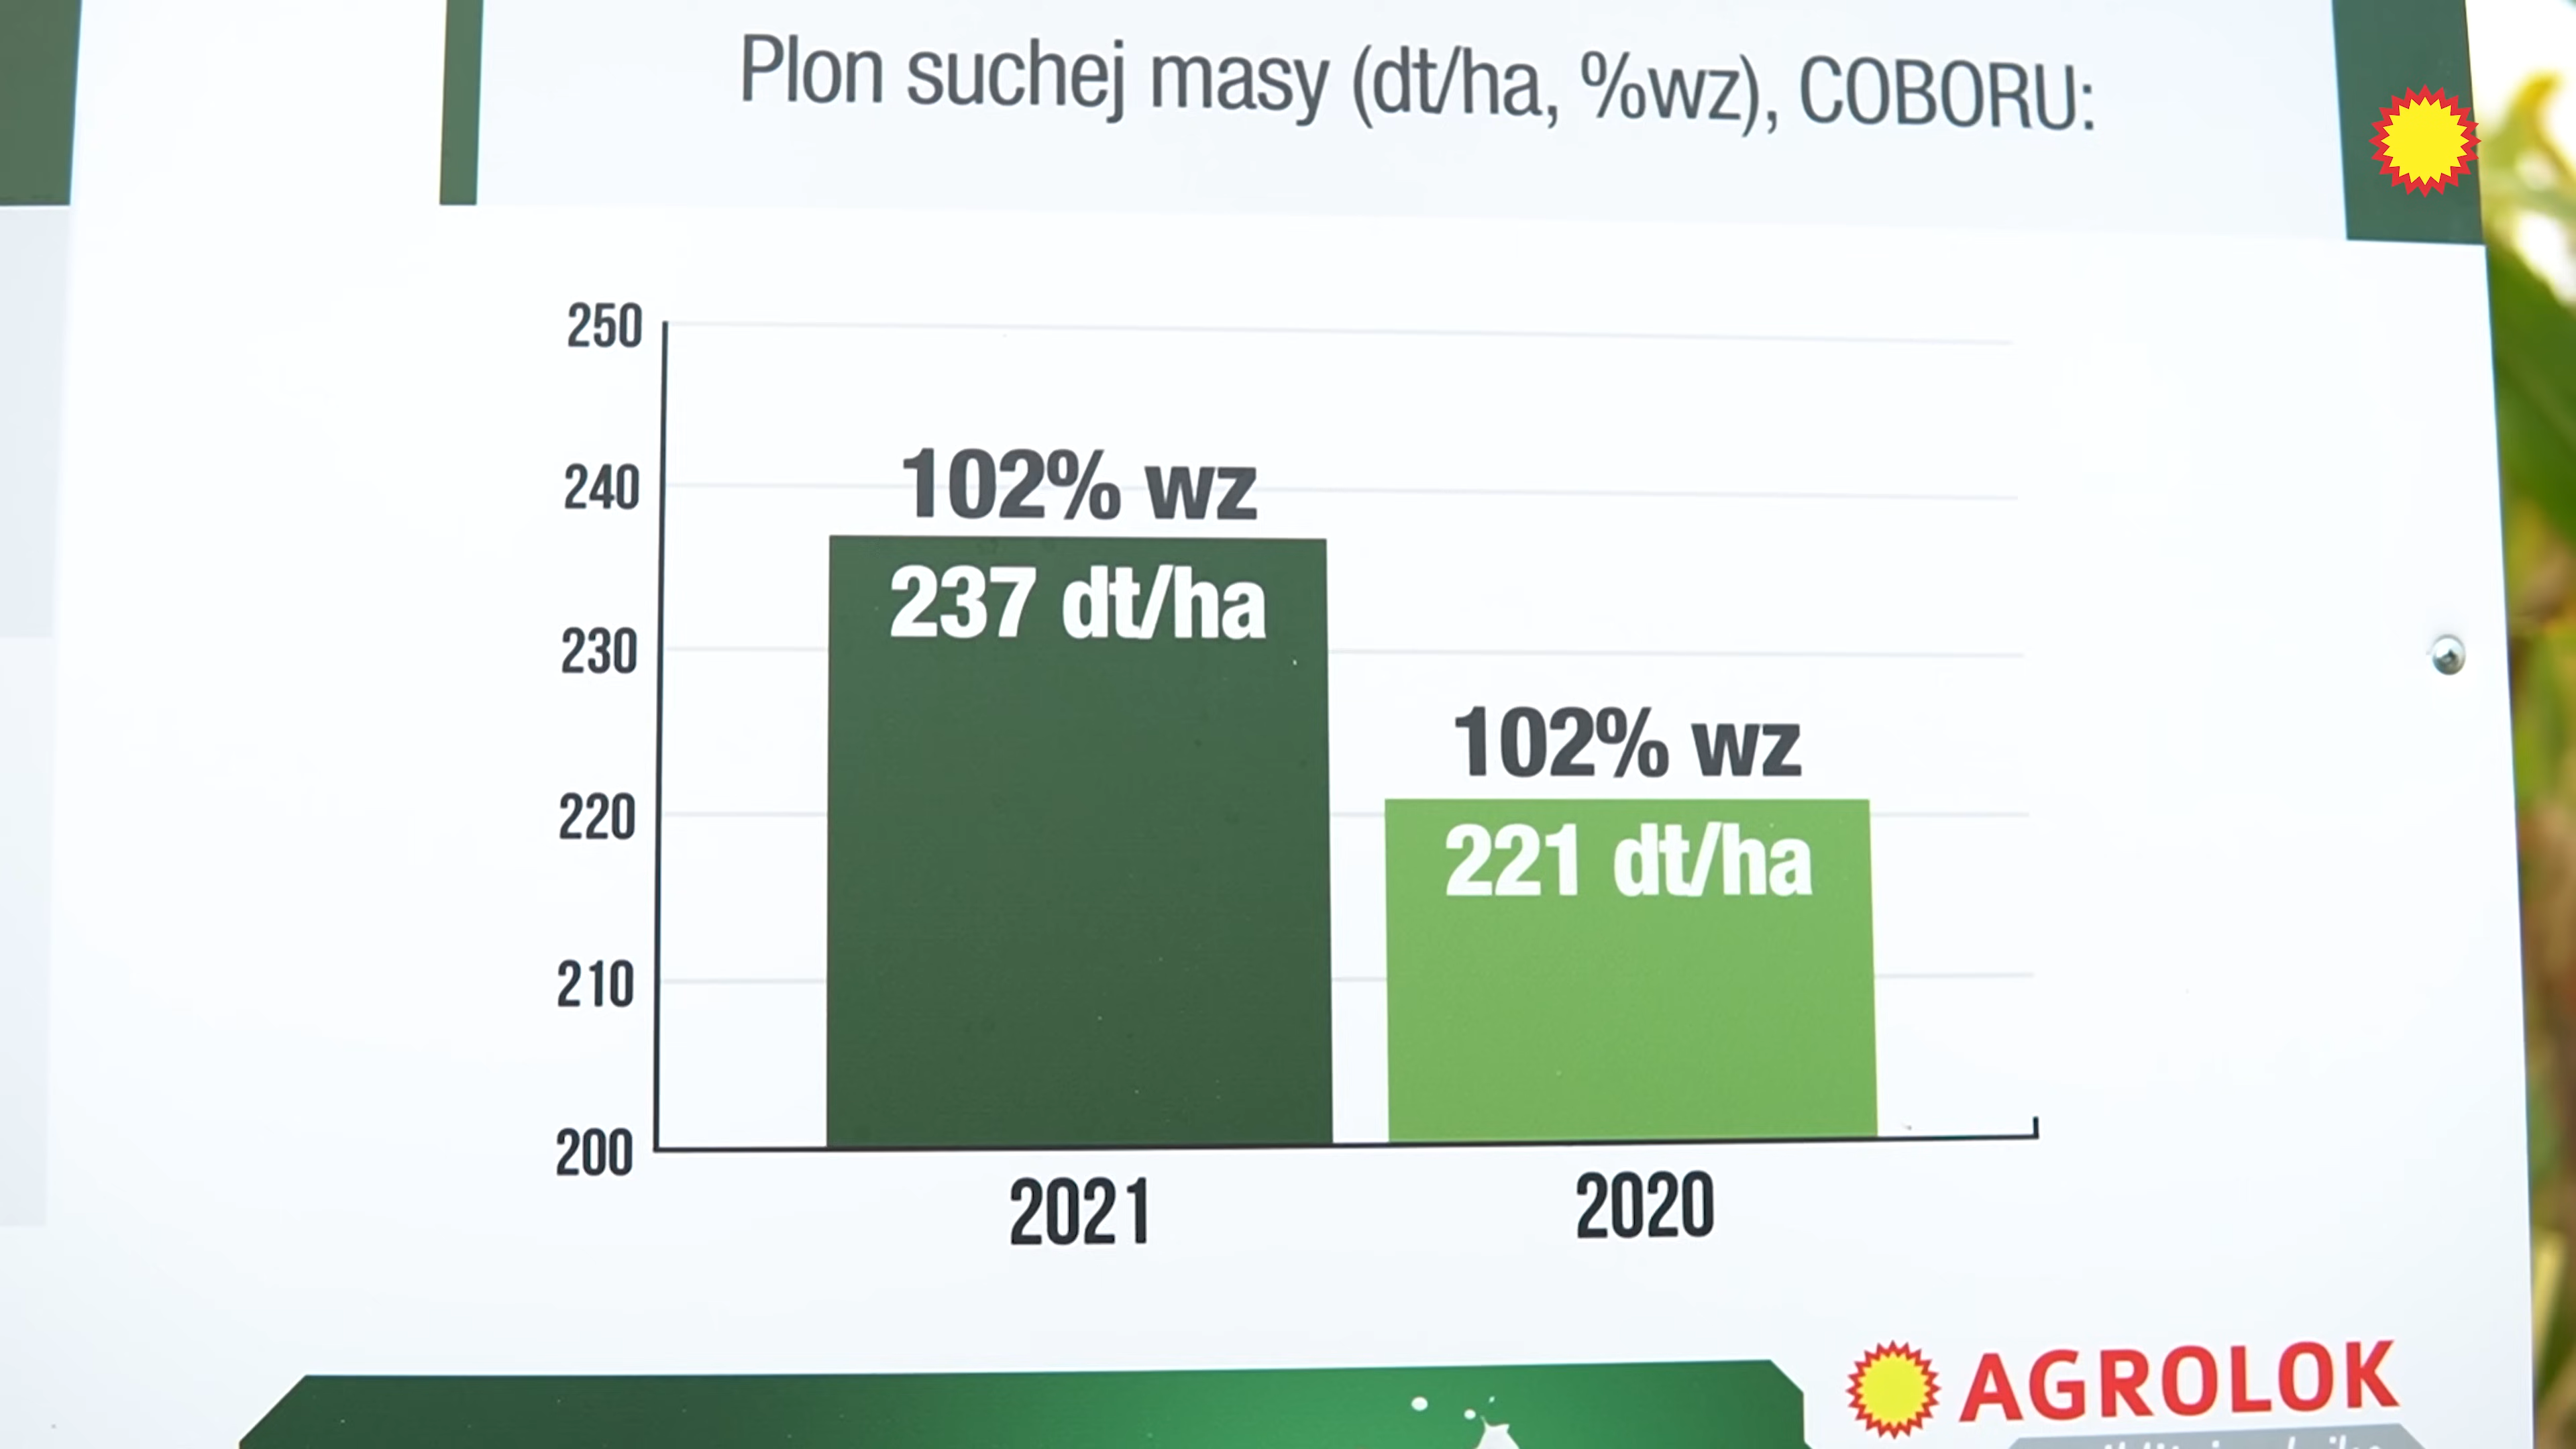 Plon suchej masy (dt/ha, %wz), COBORU:
250
240
230
220
210
200
102% wz
237 dt/ha
102% wz
221 dt/ha
2021
2020
AGROLOK